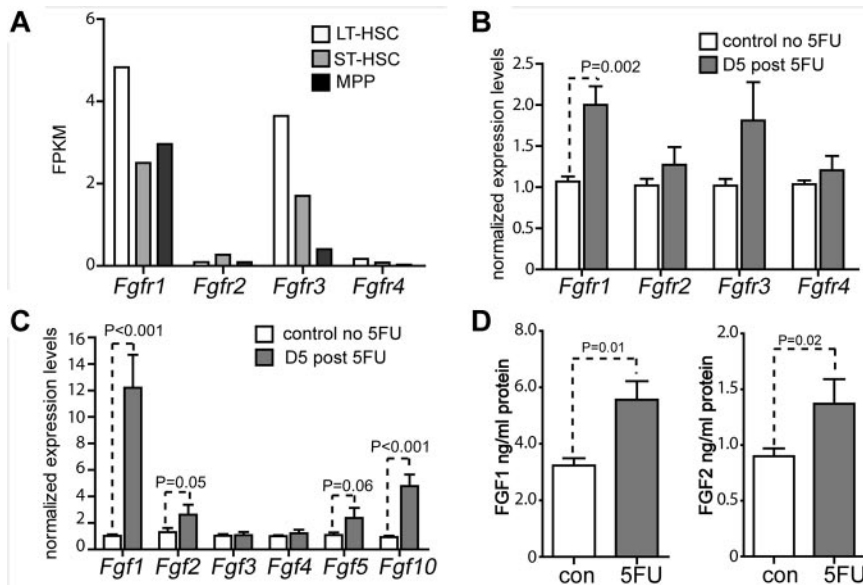 A
LT-HSC
ST-HSC
MPP
FPKM
6
4
2
0
Fgfr1 Fgfr2 Fgfr3 Fgfr4
B
control no 5FU
D5 post 5FU
P=0.002
normalized expression levels
2.5
2.0
1.5
1.0
0.5
0
Fgfr1 Fgfr2 Fgfr3 Fgfr4
C
control no 5FU
D5 post 5FU
P<0.001
P=0.05
P=0.06
P<0.001
normalized expression levels
16
14
12
10
8
6
4
2
0
Fgf1 Fgf2 Fgf3 Fgf4 Fgf5 Fgf10
D
FGF1 ng/ml protein
8.0
6.0
4.0
2.0
0
P=0.01
con 5FU
FGF2 ng/ml protein
2.0
1.5
1.0
0.5
0
P=0.02
con 5FU